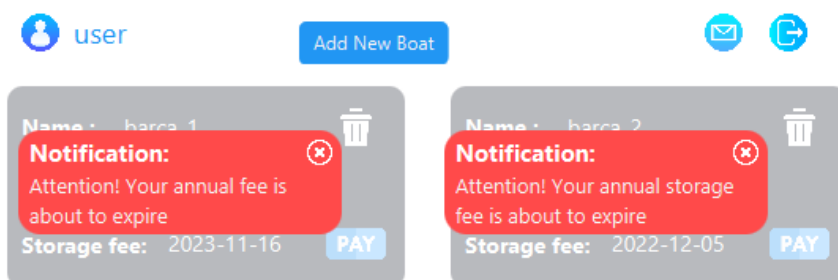 user
Add New Boat
Name : barca_1
Notification:
Attention! Your annual fee is
about to expire
Storage fee: 2023-11-16 PAY
Name : barca_2
Notification:
Attention! Your annual storage
fee is about to expire
Storage fee: 2022-12-05 PAY